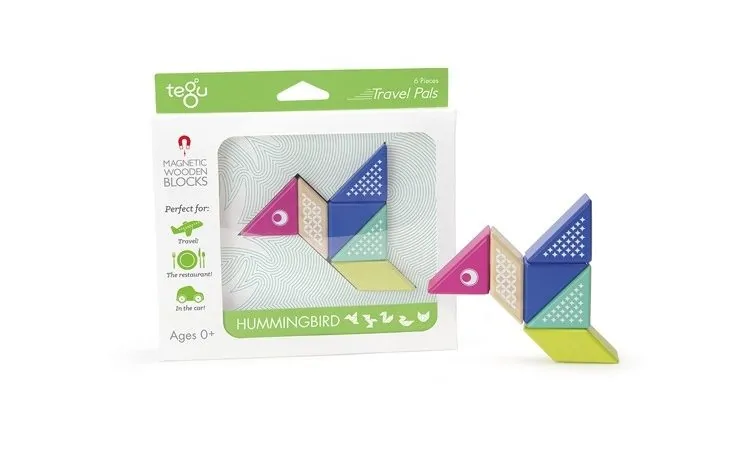 tegu
6 Pieces
Travel Pals
MAGNETIC
WOODEN
BLOCKS
Perfect for:
Travel!
The restaurant!
In the car!
Ages 0+
HUMMINGBIRD